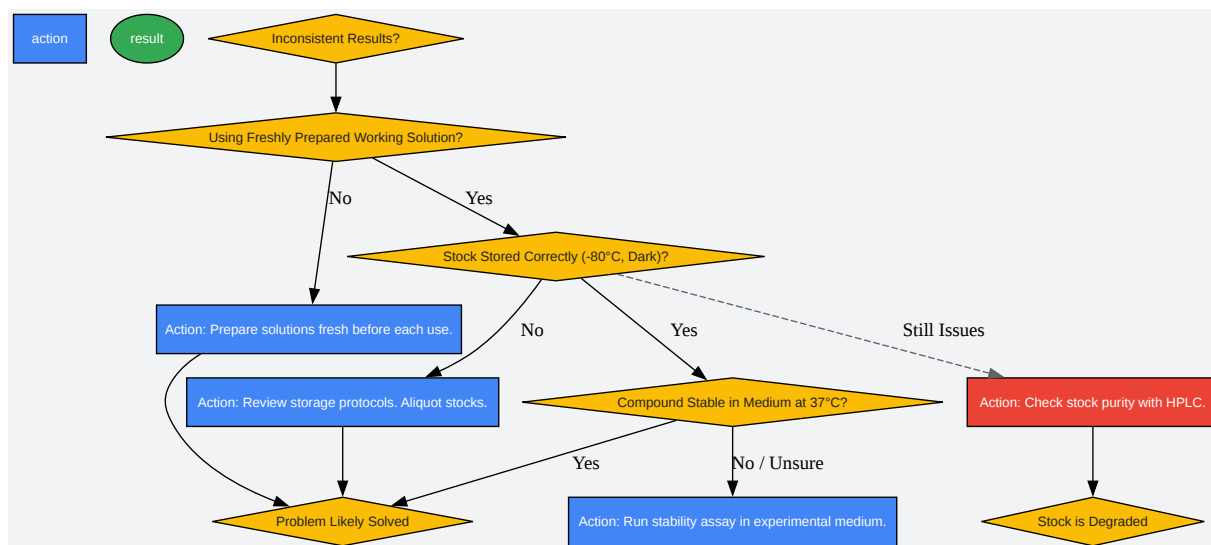 action
result
Inconsistent Results?
Using Freshly Prepared Working Solution?
No
Yes
Stock Stored Correctly (-80°C, Dark)?
Action: Prepare solutions fresh before each use.
No
Yes
Still Issues
Action: Review storage protocols. Aliquot stocks.
Compound Stable in Medium at 37°C?
Action: Check stock purity with HPLC.
Yes
No / Unsure
Problem Likely Solved
Action: Run stability assay in experimental medium.
Stock is Degraded